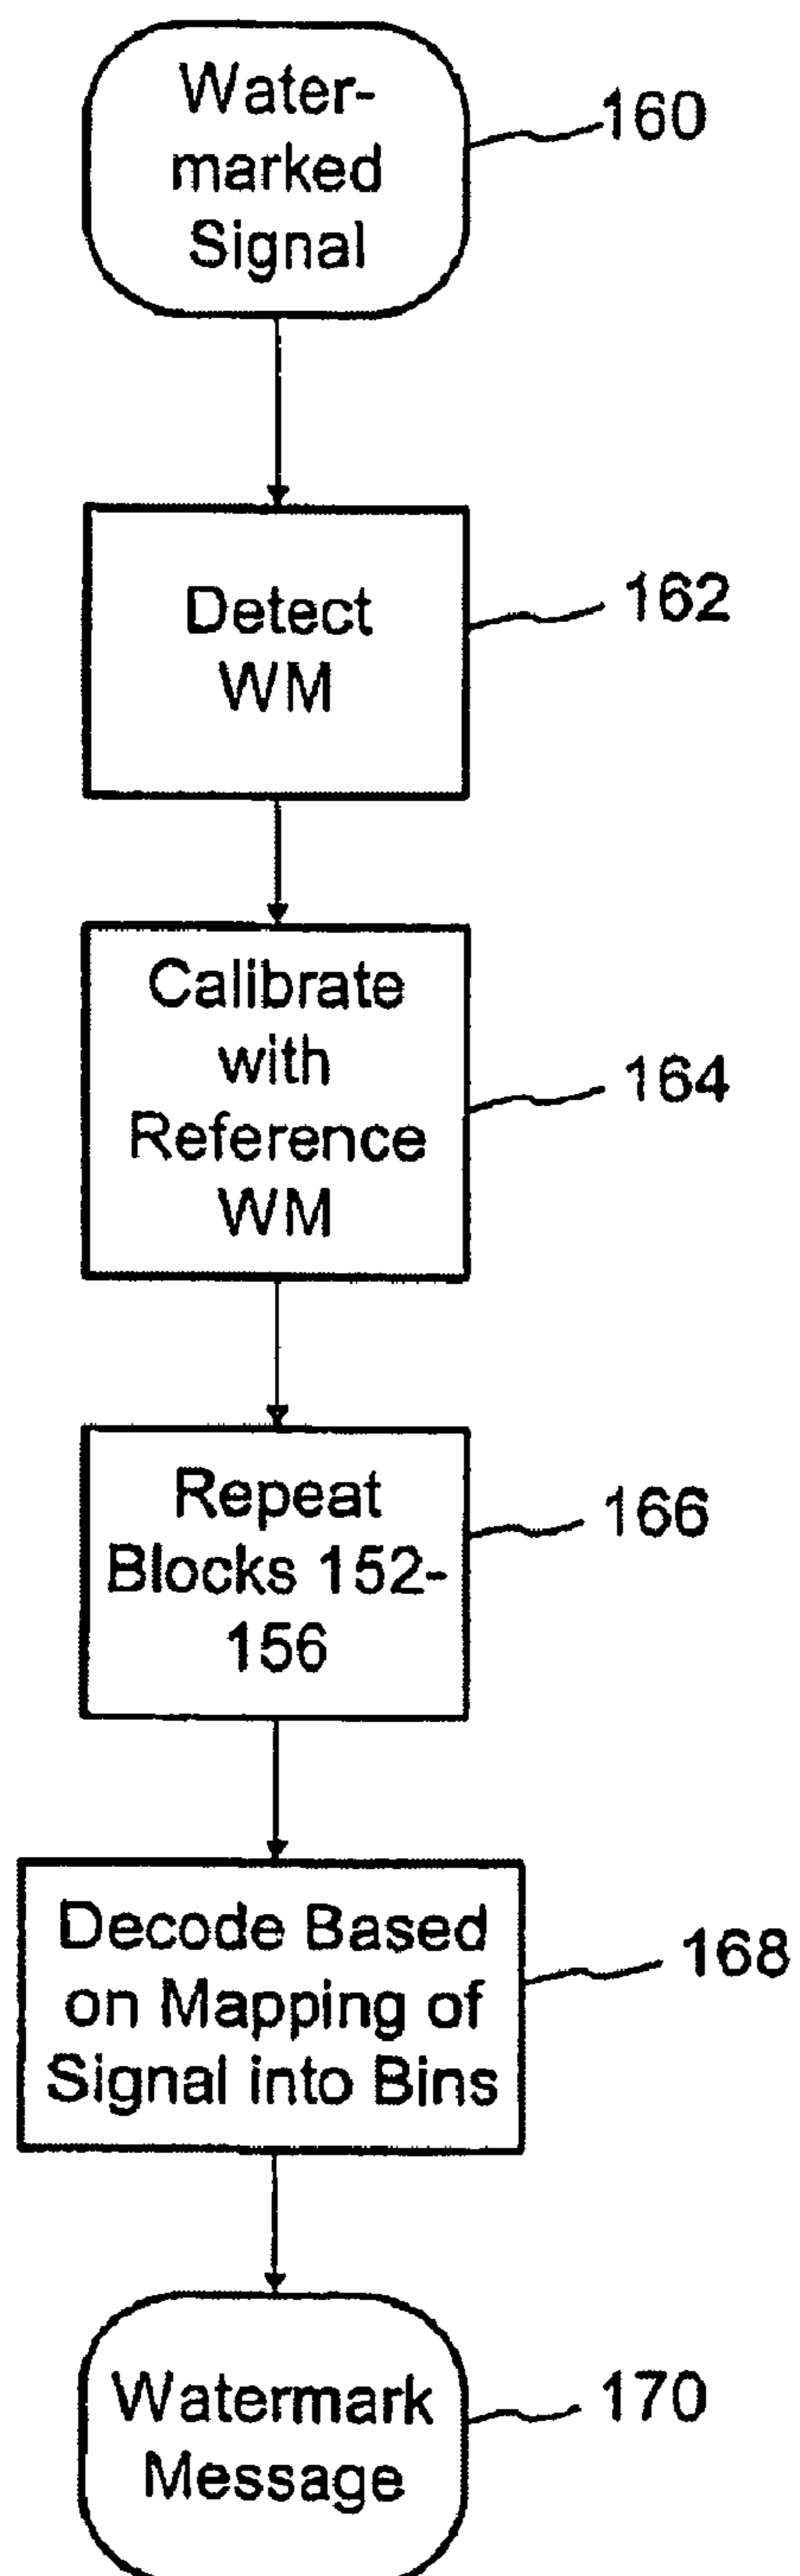 Water-
marked
Signal
160
Detect
WM
162
Calibrate
with
Reference
WM
164
Repeat
Blocks 152-
156
166
Decode Based
on Mapping of
Signal into Bins
168
Watermark
Message
170